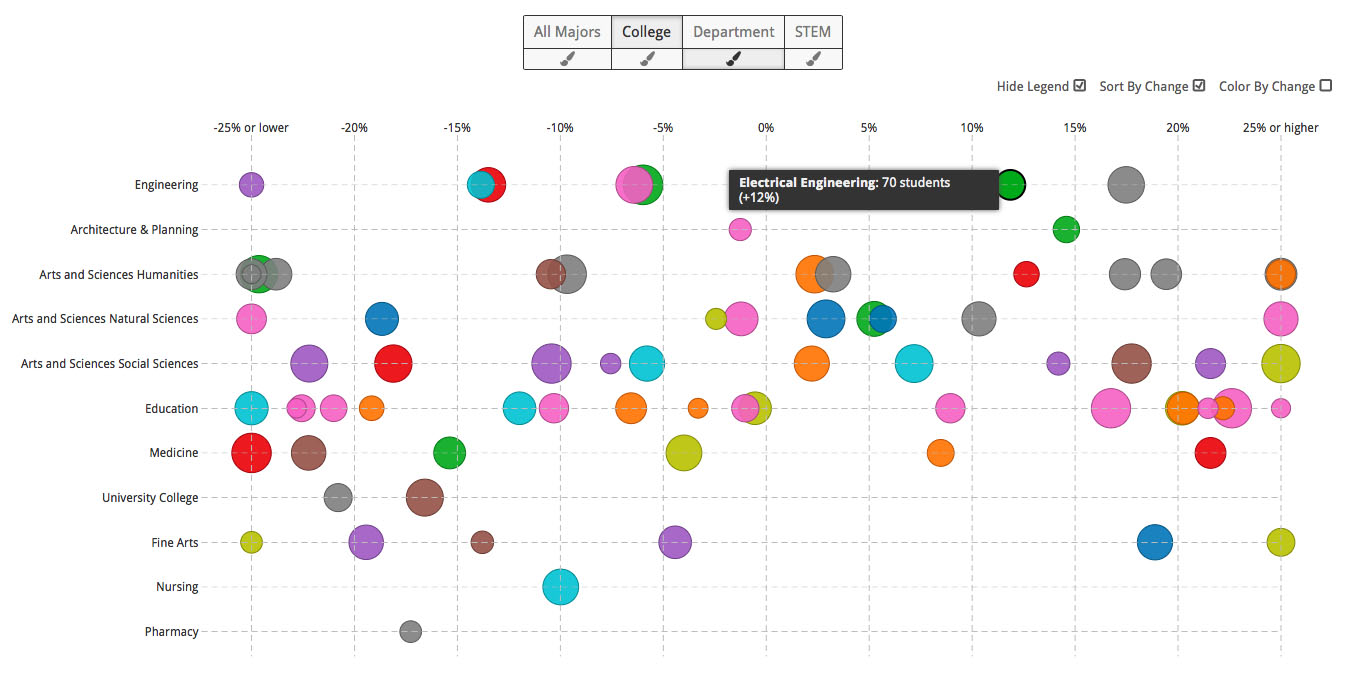 All Majors College Department STEM
Hide Legend Sort By Change Color By Change
-25% or lower -20% -15% -10% -5% 0% 5% 10% 15% 20% 25% or higher
Engineering
Electrical Engineering: 70 students
(+12%)
Architecture & Planning
Arts and Sciences Humanities
Arts and Sciences Natural Sciences
Arts and Sciences Social Sciences
Education
Medicine
University College
Fine Arts
Nursing
Pharmacy